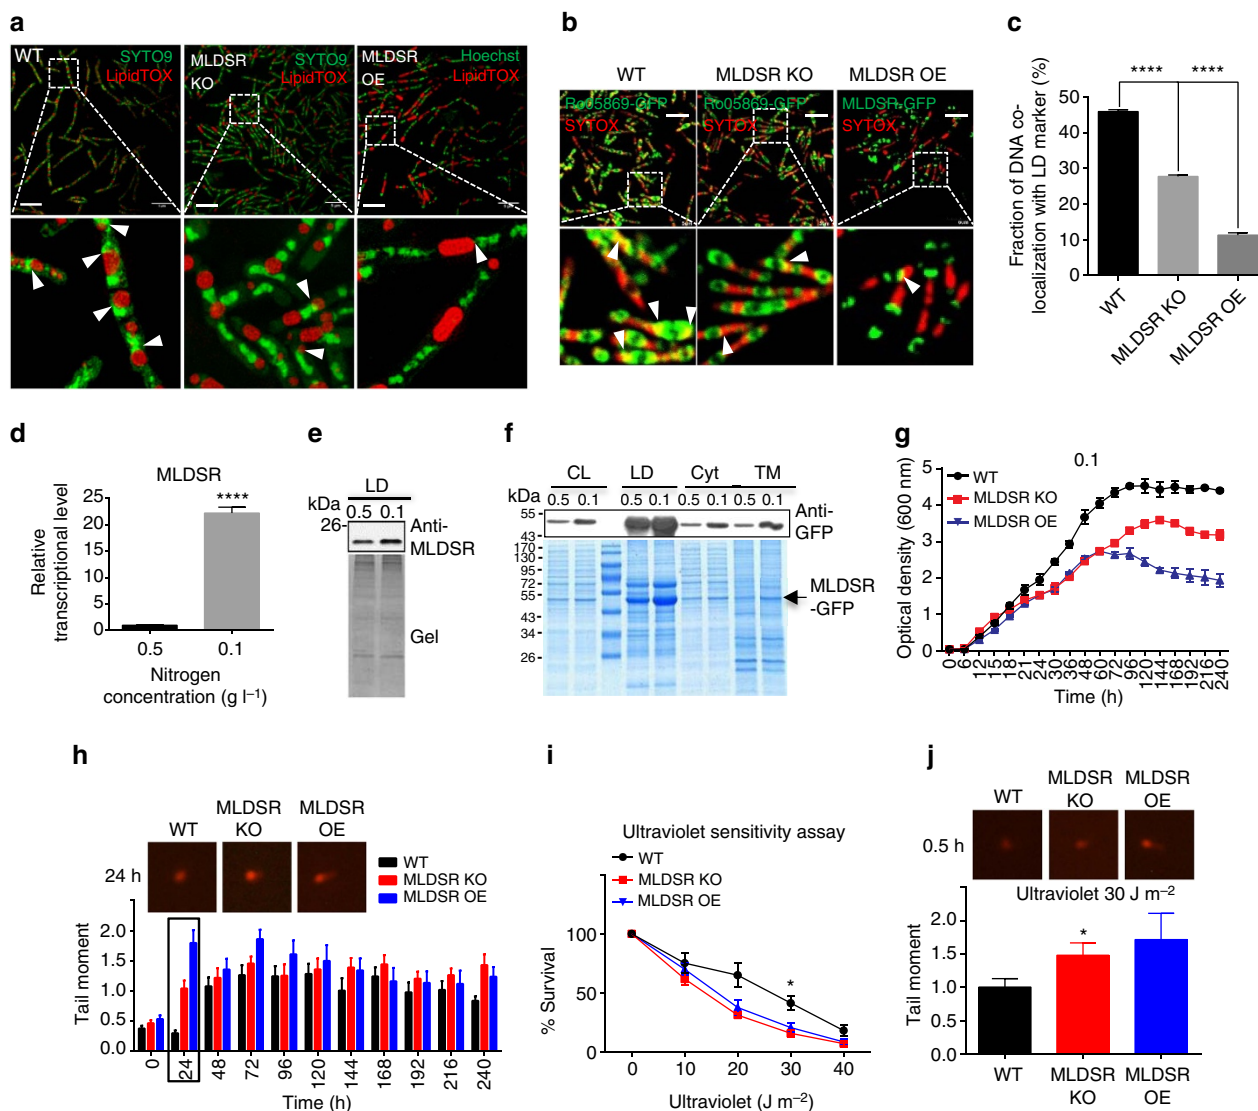 a
WT
SYTO9
LipidTOX
MLDSR
KO
SYTO9
LipidTOX
MLDSR
OE
Hoechst
LipidTOX
b
WT
MLDSR KO
MLDSR OE
Ro05869-GFP
SYTOX
Ro05869-GFP
SYTOX
MLDSR-GFP
SYTOX
c
Fraction of DNA co-
localization with LD marker (%)
50
40
30
20
10
0
**** ****
WT
MLDSR KO
MLDSR OE
d
MLDSR
Relative
transcriptional level
25
20
15
10
5
0
****
0.5 0.1
Nitrogen
concentration (g l⁻¹)
e
LD
kDa 0.5 0.1
26
Anti-
MLDSR
Gel
f
CL LD Cyt TM
kDa 0.5 0.1 0.5 0.1 0.5 0.1 0.5 0.1
55
43
Anti-
GFP
170
130
95
72
55
43
34
26
MLDSR
-GFP
g
0.1
WT
MLDSR KO
MLDSR OE
Optical density (600 nm)
5
4
3
2
1
0
0 6 12 15 18 21 24 30 36 48 60 72 96 120 144 168 192 216 240
Time (h)
h
WT
MLDSR
KO
MLDSR
OE
24 h
WT
MLDSR KO
MLDSR OE
Tail moment
2.0
1.5
1.0
0.5
0.0
0 24 48 72 96 120 144 168 192 216 240
Time (h)
i
Ultraviolet sensitivity assay
WT
MLDSR KO
MLDSR OE
% Survival
100
50
0
*
0 10 20 30 40
Ultraviolet (J m⁻²)
j
WT
MLDSR
KO
MLDSR
OE
0.5 h
Ultraviolet 30 J m⁻²
Tail moment
2.0
1.5
1.0
0.5
0.0
*
WT
MLDSR
KO
MLDSR
OE